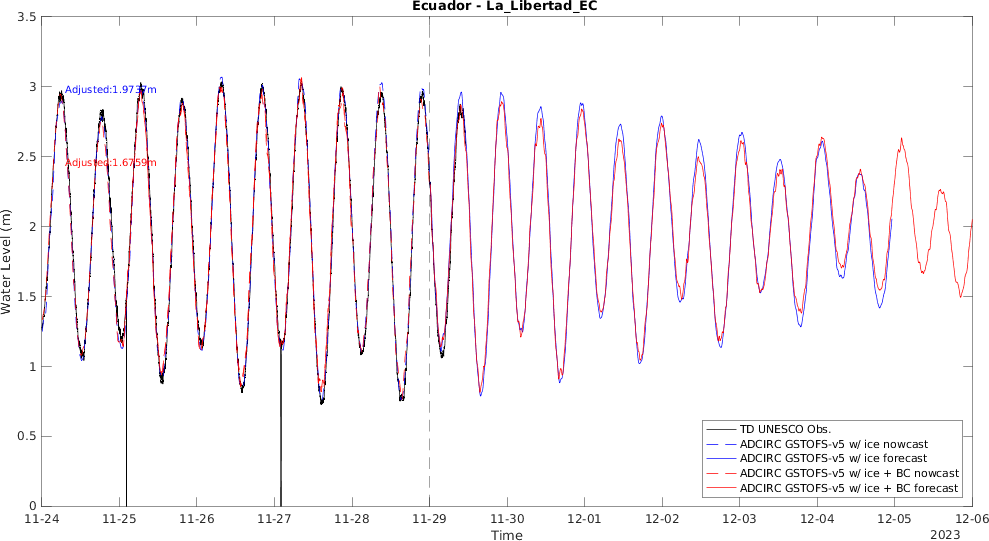 Ecuador - La_Libertad_EC
3.5
3
2.5
2
1.5
1
0.5
0
Water Level (m)
Adjusted:1.9737m
Adjusted:1.6759m
TD UNESCO Obs.
ADCIRC GSTOFS-v5 w/ ice nowcast
ADCIRC GSTOFS-v5 w/ ice forecast
ADCIRC GSTOFS-v5 w/ ice + BC nowcast
ADCIRC GSTOFS-v5 w/ ice + BC forecast
11-24 11-25 11-26 11-27 11-28 11-29 11-30 12-01 12-02 12-03 12-04 12-05 12-06
Time
2023